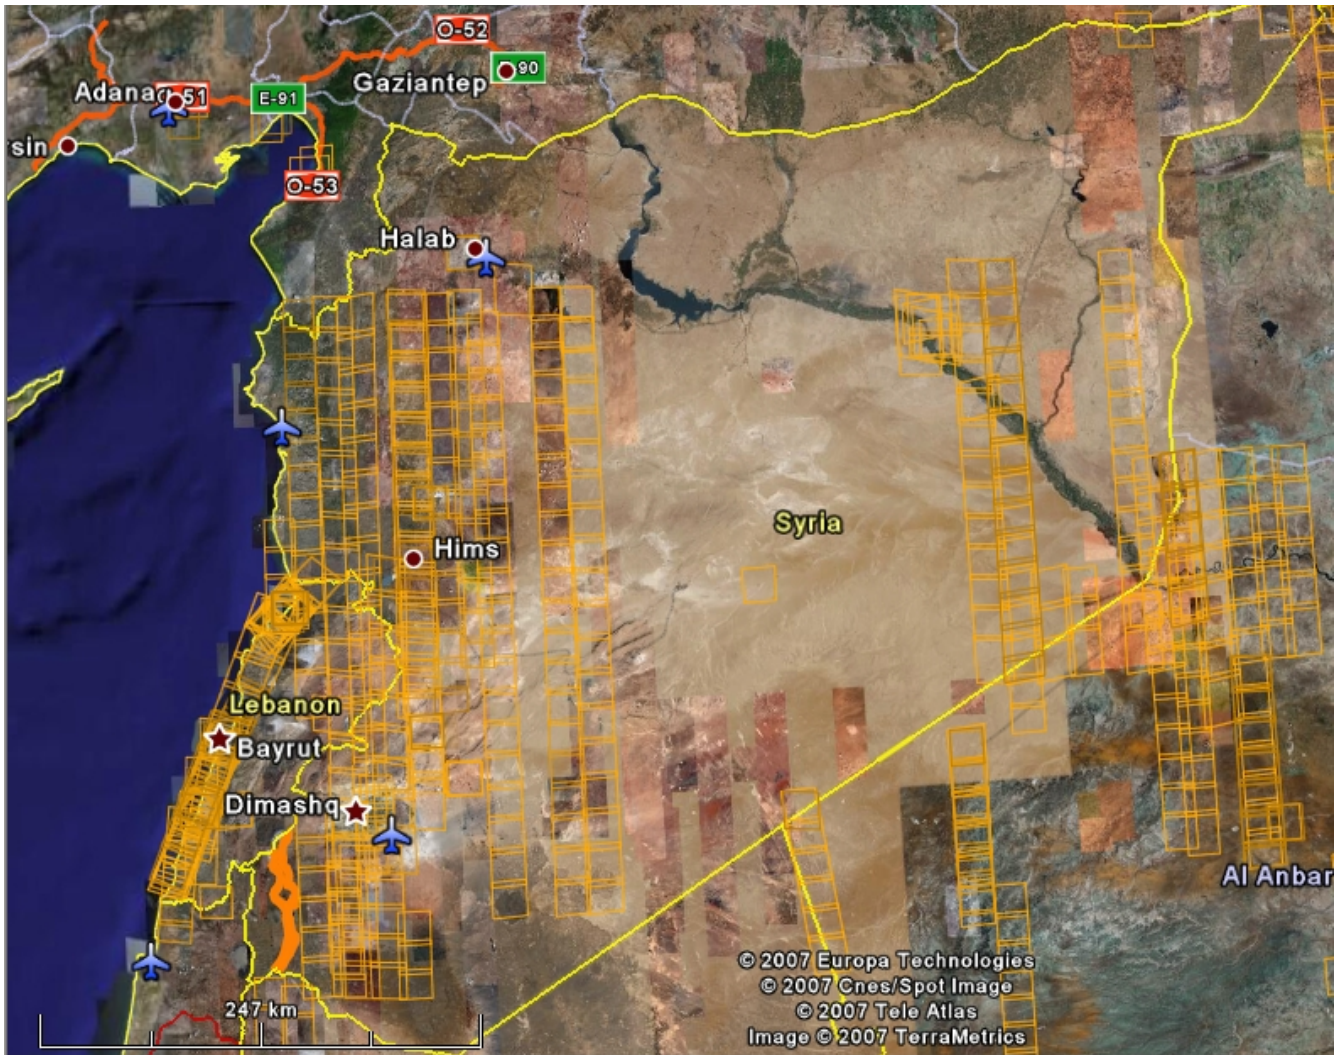 O-52
90
Gaziantep
Adana
51
E-91
sin
O-53
Halab
Syria
Hims
Lebanon
Bayrut
Dimashq
Al Anbar
© 2007 Europa Technologies
© 2007 Cnes/Spot Image
© 2007 Tele Atlas
Image © 2007 TerraMetrics
247 km